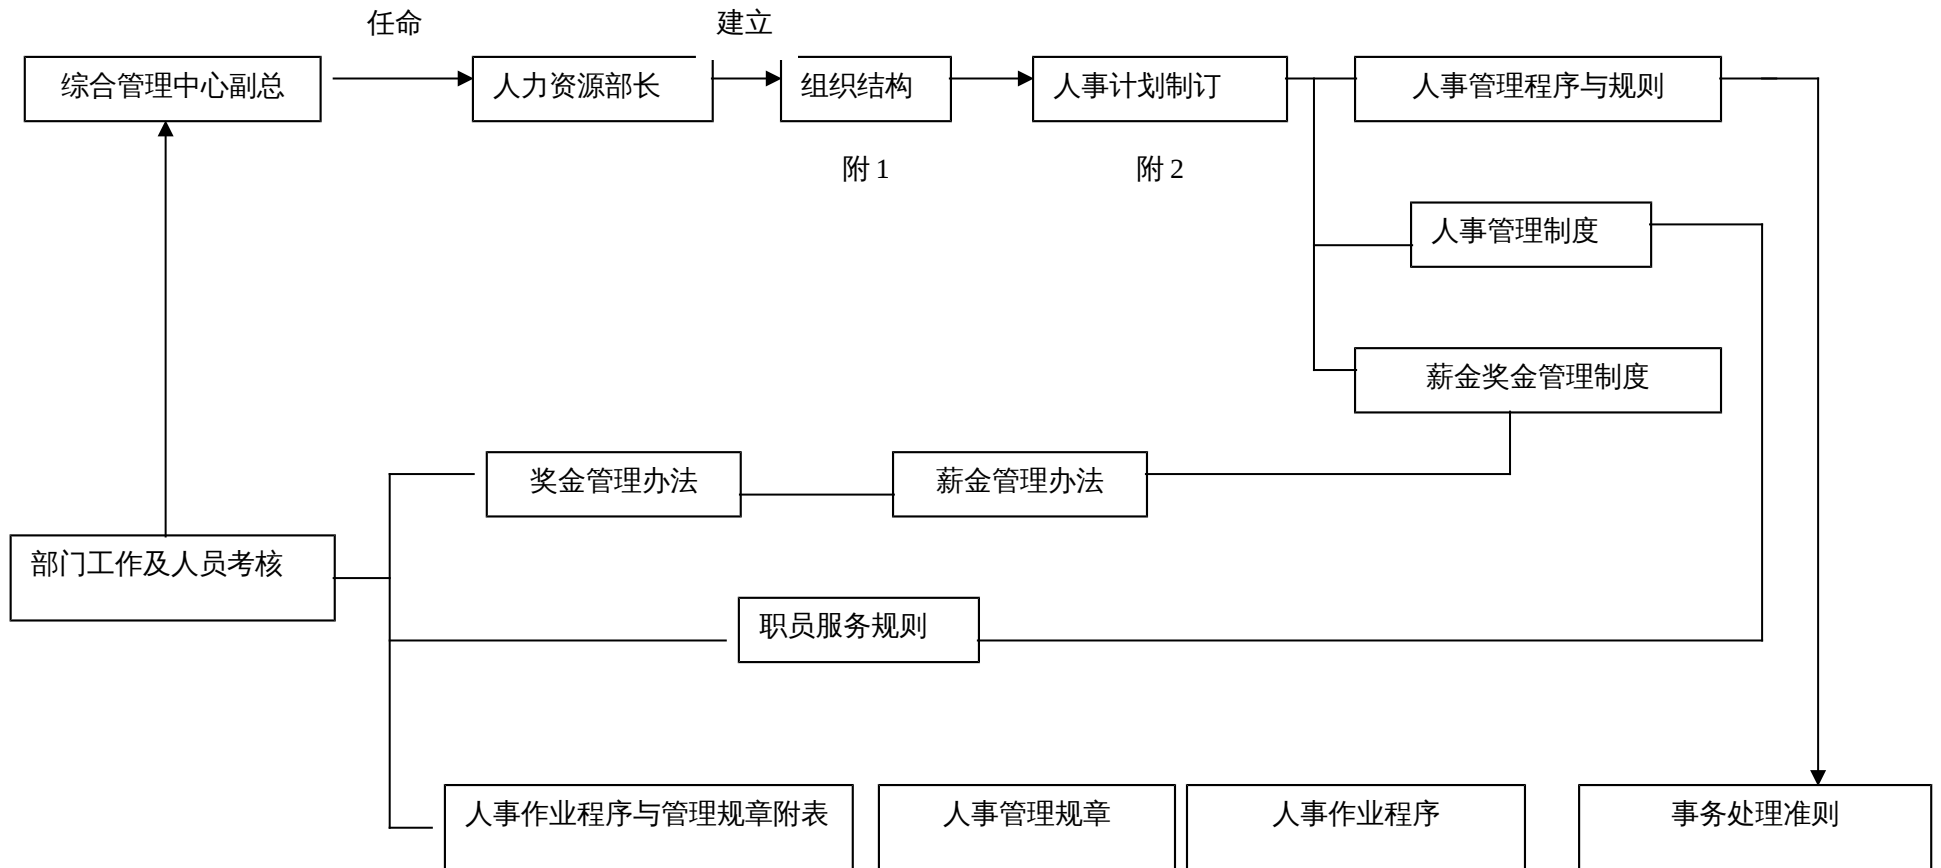 任命
建立
综合管理中心副总
人力资源部长
组织结构
人事计划制订
人事管理程序与规则
附 1
附 2
人事管理制度
薪金奖金管理制度
奖金管理办法
薪金管理办法
部门工作及人员考核
职员服务规则
人事作业程序与管理规章附表
人事管理规章
人事作业程序
事务处理准则